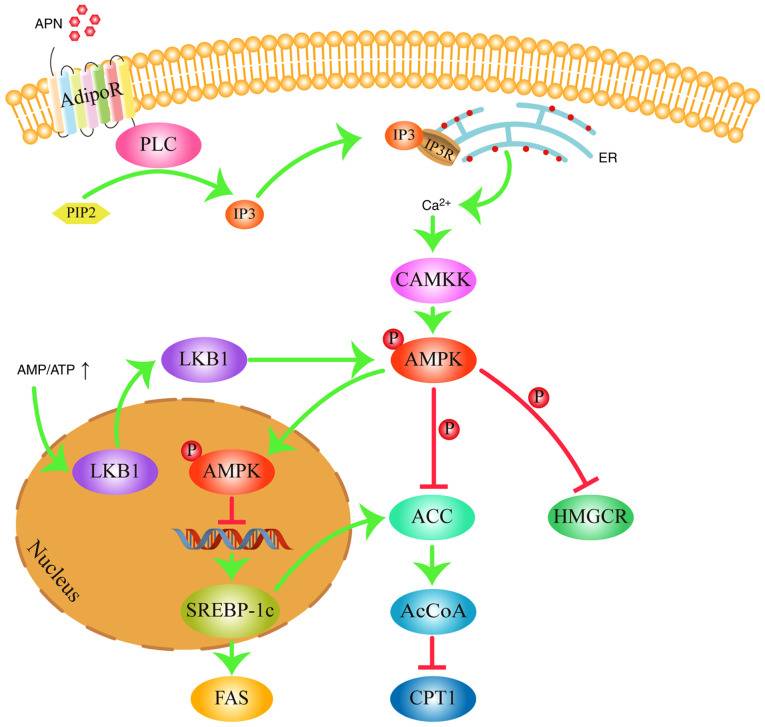 APN
AdipoR
PLC
PIP2
IP3
IP3
IP3R
ER
Ca2+
CAMKK
P
AMPK
LKB1
AMP/ATP ↑
P
P
LKB1
P
AMPK
ACC
HMGCR
Nucleus
SREBP-1c
AcCoA
FAS
CPT1